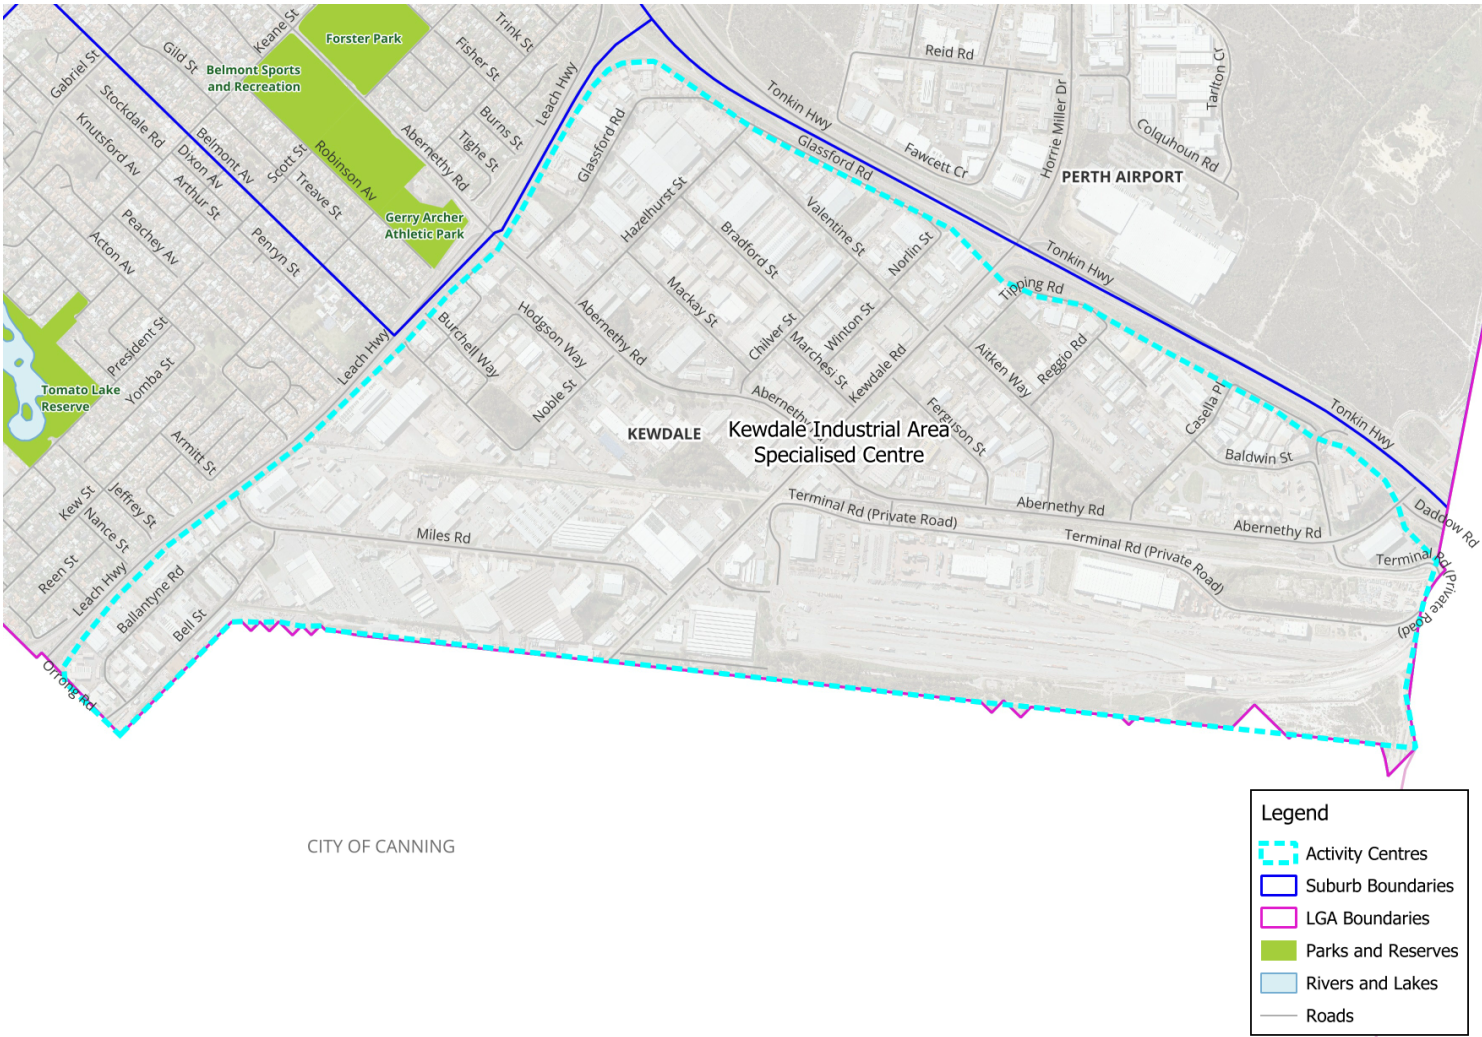 Trink St
Keane St
Forster Park
Fisher St
Gild St
Belmont Sports
and Recreation
Gabriel St
Leach Hwy
Reid Rd
Tarlton Cr
Tonkin Hwy
Horrie Miller Dr
Stockdale Rd
Burns St
Tighe St
Abernethy Rd
Knutsford Av
Belmont Av
Dixon Av
Scott St
Robinson Av
Glassford Rd
Glassford Rd
Fawcett Cr
Colquhoun Rd
PERTH AIRPORT
Arthur St
Treave St
Hazelhurst St
Valentine St
Gerry Archer
Athletic Park
Peachey Av
Acton Av
Penryn St
Bradford St
Norlin St
Tonkin Hwy
Tipping Rd
Mackay St
Burchell Way
Hodgson Way
Abernethy Rd
Chilver St
Winton St
Marchesi St
President St
Yomba St
Leach Hwy
Kewdale Rd
Aitken Way
Reggio Rd
Tomato Lake
Reserve
Noble St
Abernethy Rd
Ferguson St
Casella Pl
Tonkin Hwy
KEWDALE
Kewdale Industrial Area
Specialised Centre
Armitt St
Baldwin St
Kew St
Jeffrey St
Nance St
Terminal Rd (Private Road)
Abernethy Rd
Abernethy Rd
Daddow Rd
Miles Rd
Terminal Rd (Private Road)
Terminal Rd (Private Road)
Reen St
Leach Hwy
Ballantyne Rd
Bell St
Orrong Rd
CITY OF CANNING
Legend
Activity Centres
Suburb Boundaries
LGA Boundaries
Parks and Reserves
Rivers and Lakes
Roads